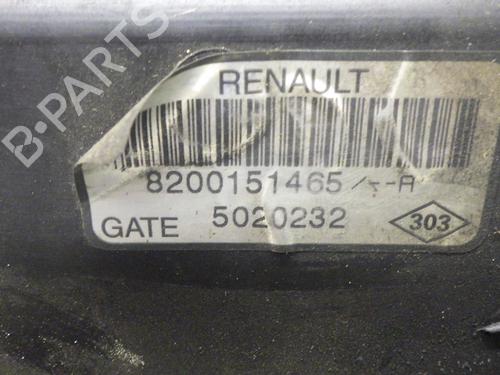 RENAULT
8200151465/--A
GATE 5020232
303
B-PARTS